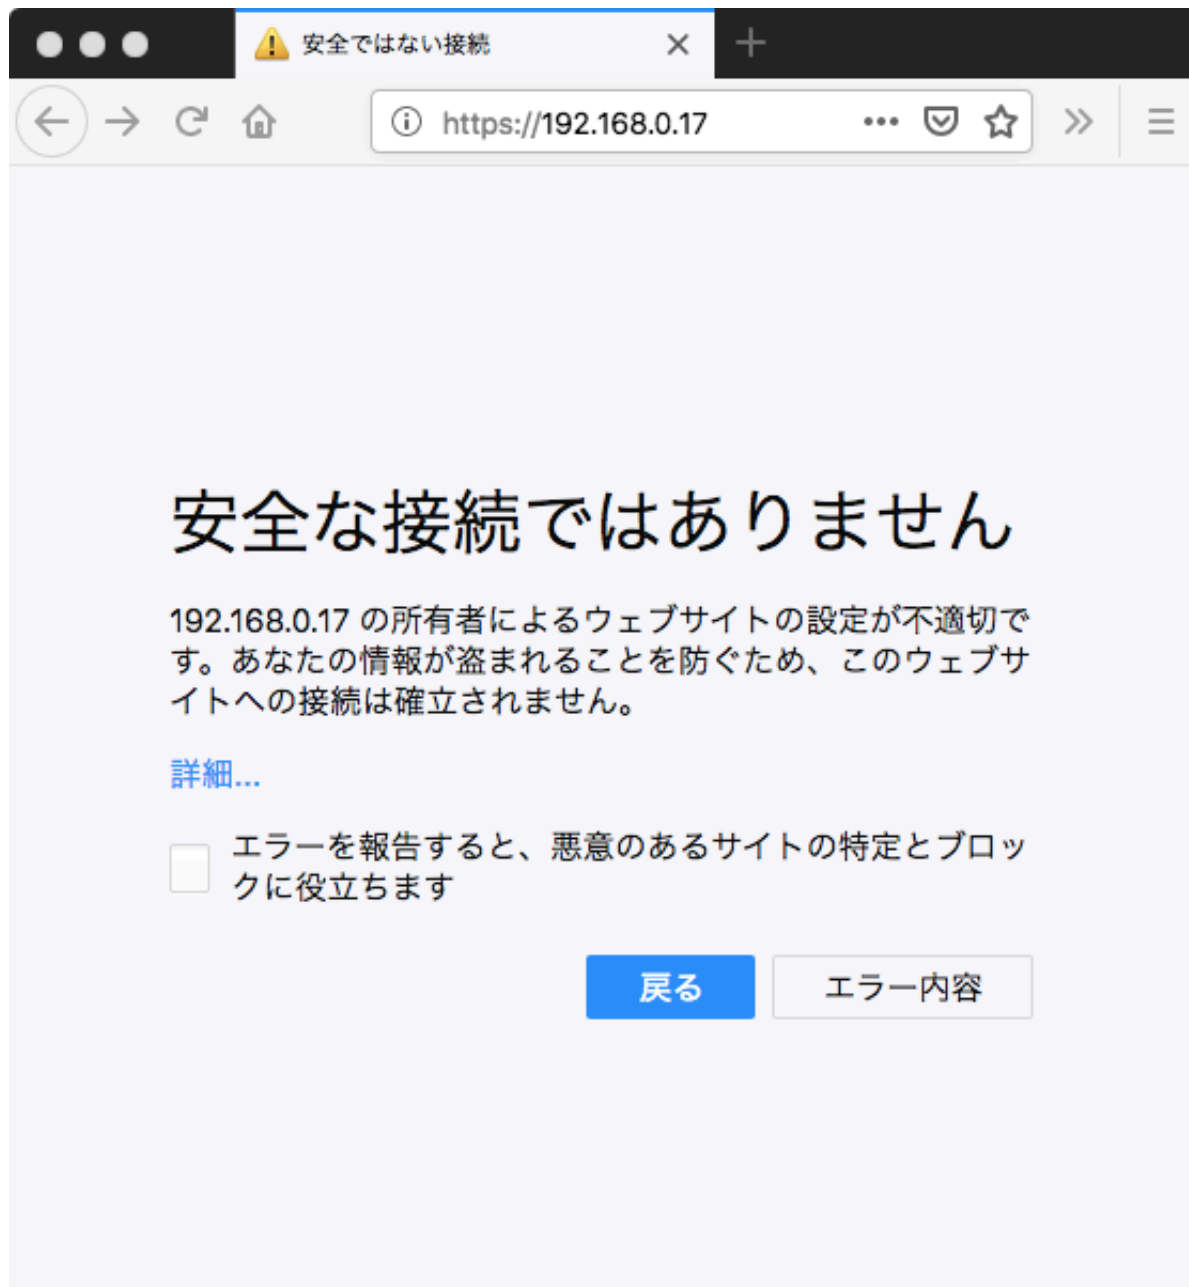 安全ではない接続
https://192.168.0.17
安全な接続ではありません
192.168.0.17 の所有者によるウェブサイトの設定が不適切で
す。あなたの情報が盗まれることを防ぐため、このウェブサ
イトへの接続は確立されません。
詳細...
エラーを報告すると、悪意のあるサイトの特定とブロッ
クに役立ちます
戻る
エラー内容